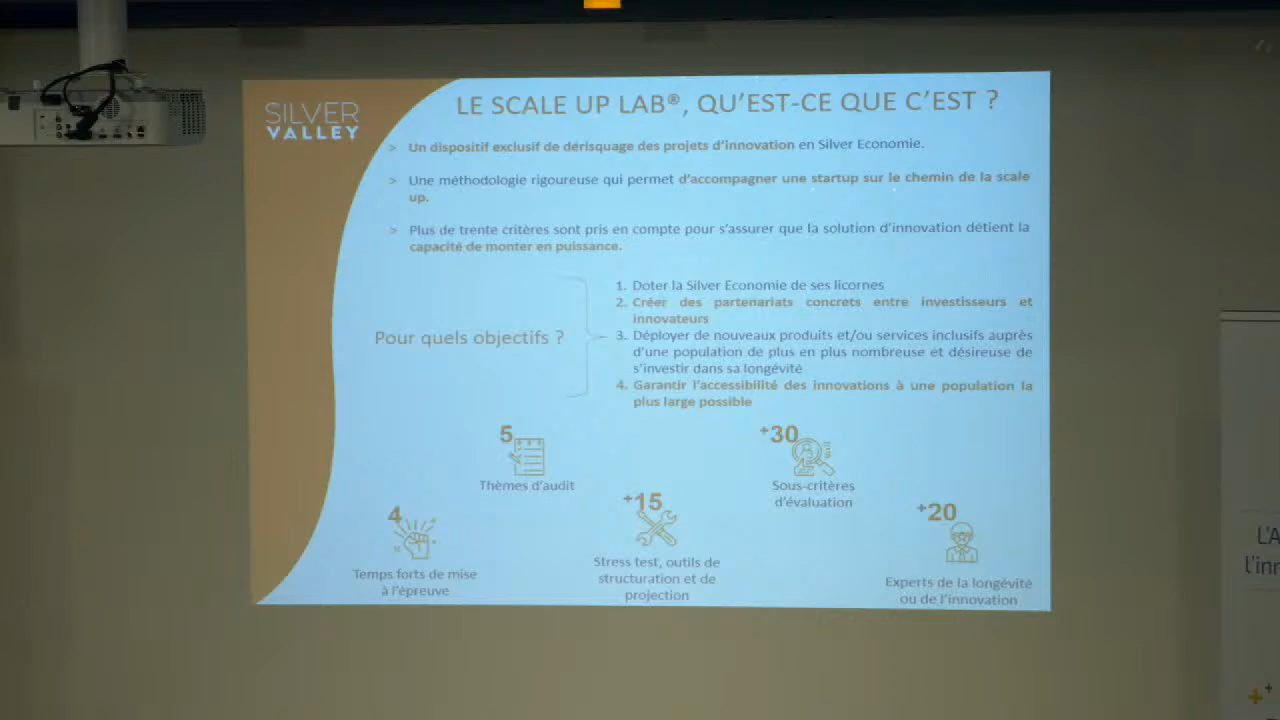 SILVER
VALLEY
LE SCALE UP LAB®, QU'EST-CE QUE C'EST ?
> Un dispositif exclusif de dérisquage des projets d'innovation en Silver Economie.
> Une méthodologie rigoureuse qui permet d'accompagner une startup sur le chemin de la scale
up.
> Plus de trente critères sont pris en compte pour s'assurer que la solution d'innovation détient la
capacité de monter en puissance.
Pour quels objectifs ?
1. Doter la Silver Economie de ses licornes
2. Créer des partenariats concrets entre investisseurs et
innovateurs
3. Déployer de nouveaux produits et/ou services inclusifs auprès
d'une population de plus en plus nombreuse et désireuse de
s'investir dans sa longévité
4. Garantir l'accessibilité des innovations à une population la
plus large possible
5
Thèmes d'audit
+30
Sous-critères
d'évaluation
4
Temps forts de mise
à l'épreuve
+15
Stress test, outils de
structuration et de
projection
+20
Experts de la longévité
ou de l'innovation